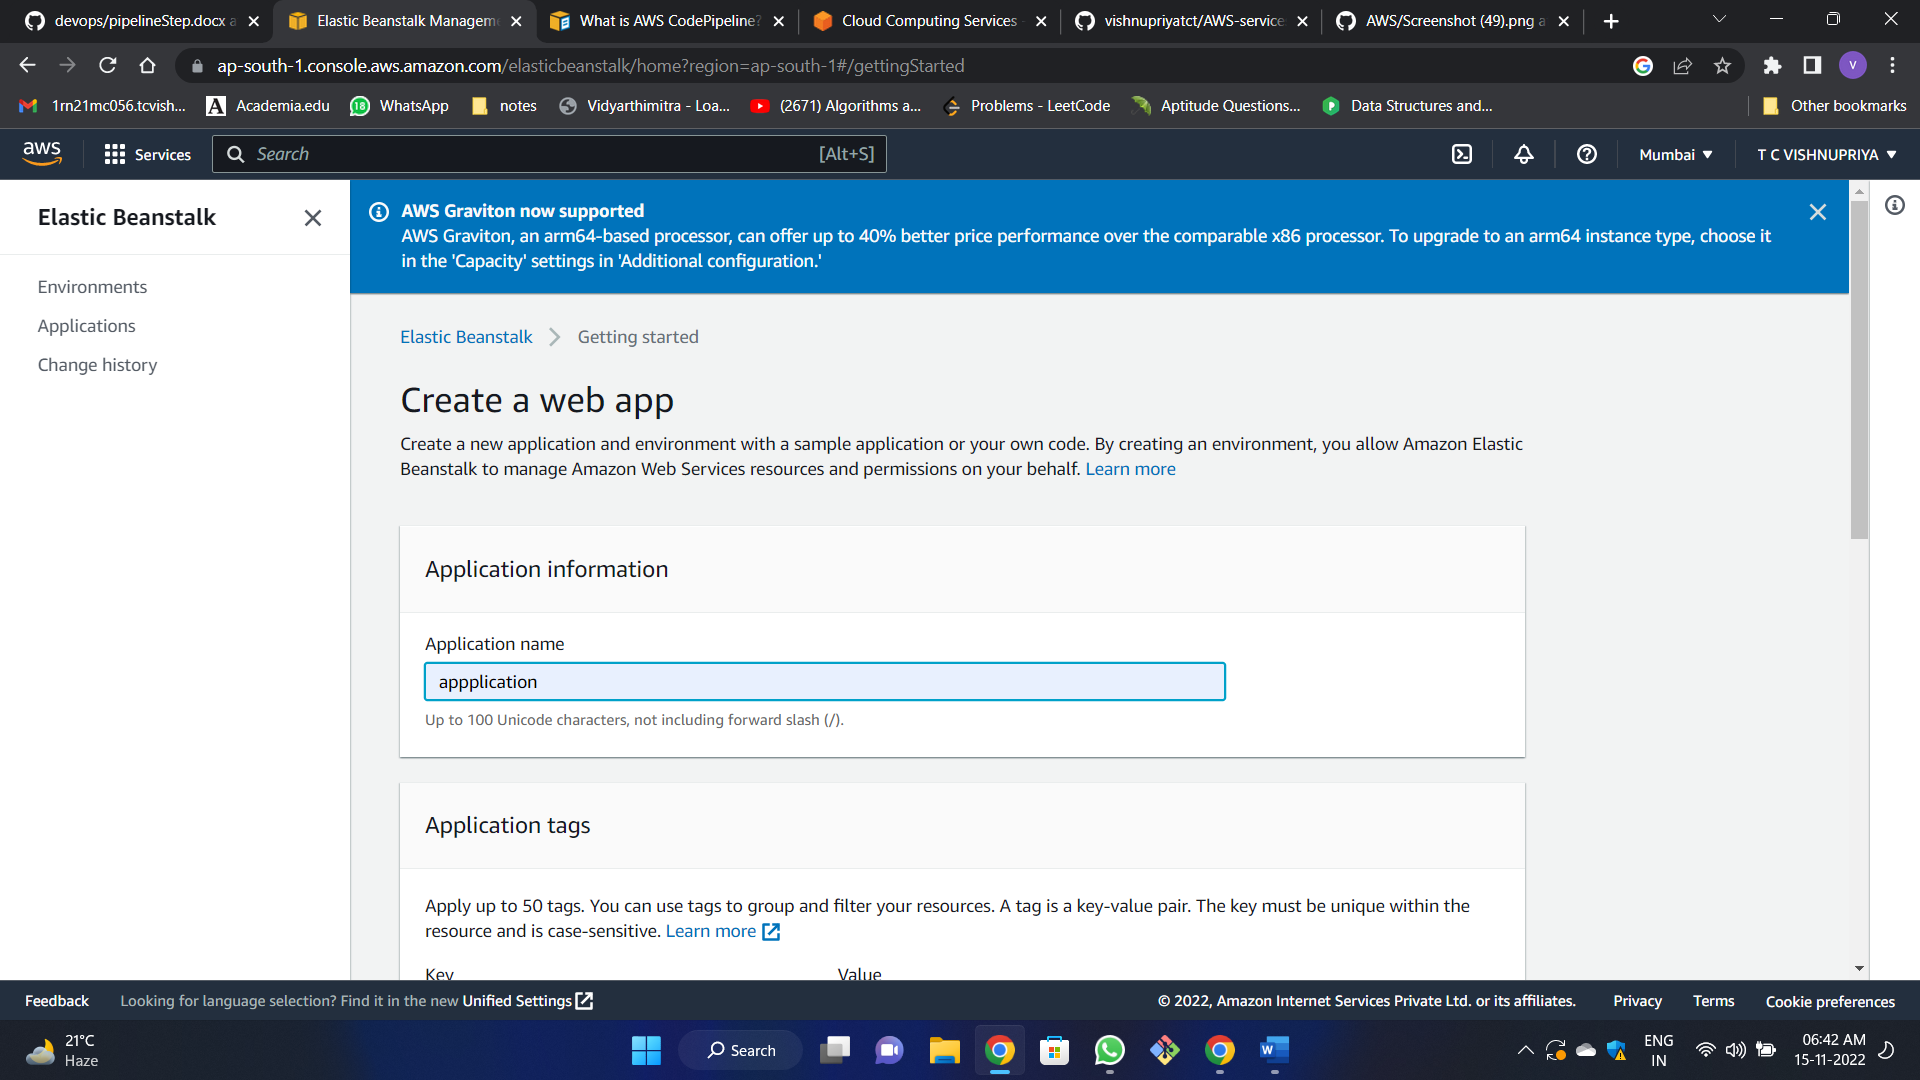 devops/pipelineStep.docx a
Elastic Beanstalk Managem
What is AWS CodePipeline?
Cloud Computing Services -
vishnupriyatct/AWS-service
AWS/Screenshot (49).png a
ap-south-1.console.aws.amazon.com/elasticbeanstalk/home?region=ap-south-1#/gettingStarted
V
1rn21mc056.tcvish...
A Academia.edu
18 WhatsApp
notes
Vidyarthimitra - Loa...
(2671) Algorithms a...
Problems - LeetCode
Aptitude Questions...
Data Structures and...
Other bookmarks
aws
Services
Search
[Alt+S]
Mumbai
T C VISHNUPRIYA
Elastic Beanstalk
Environments
Applications
Change history
AWS Graviton now supported
AWS Graviton, an arm64-based processor, can offer up to 40% better price performance over the comparable x86 processor. To upgrade to an arm64 instance type, choose it
in the 'Capacity' settings in 'Additional configuration.'
Elastic Beanstalk
Getting started
Create a web app
Create a new application and environment with a sample application or your own code. By creating an environment, you allow Amazon Elastic
Beanstalk to manage Amazon Web Services resources and permissions on your behalf. Learn more
Application information
Application name
appplication
Up to 100 Unicode characters, not including forward slash (/).
Application tags
Apply up to 50 tags. You can use tags to group and filter your resources. A tag is a key-value pair. The key must be unique within the
resource and is case-sensitive. Learn more
Key
Value
Feedback
Looking for language selection? Find it in the new Unified Settings
© 2022, Amazon Internet Services Private Ltd. or its affiliates.
Privacy
Terms
Cookie preferences
21°C
Haze
Search
W
ENG
IN
06:42 AM
15-11-2022